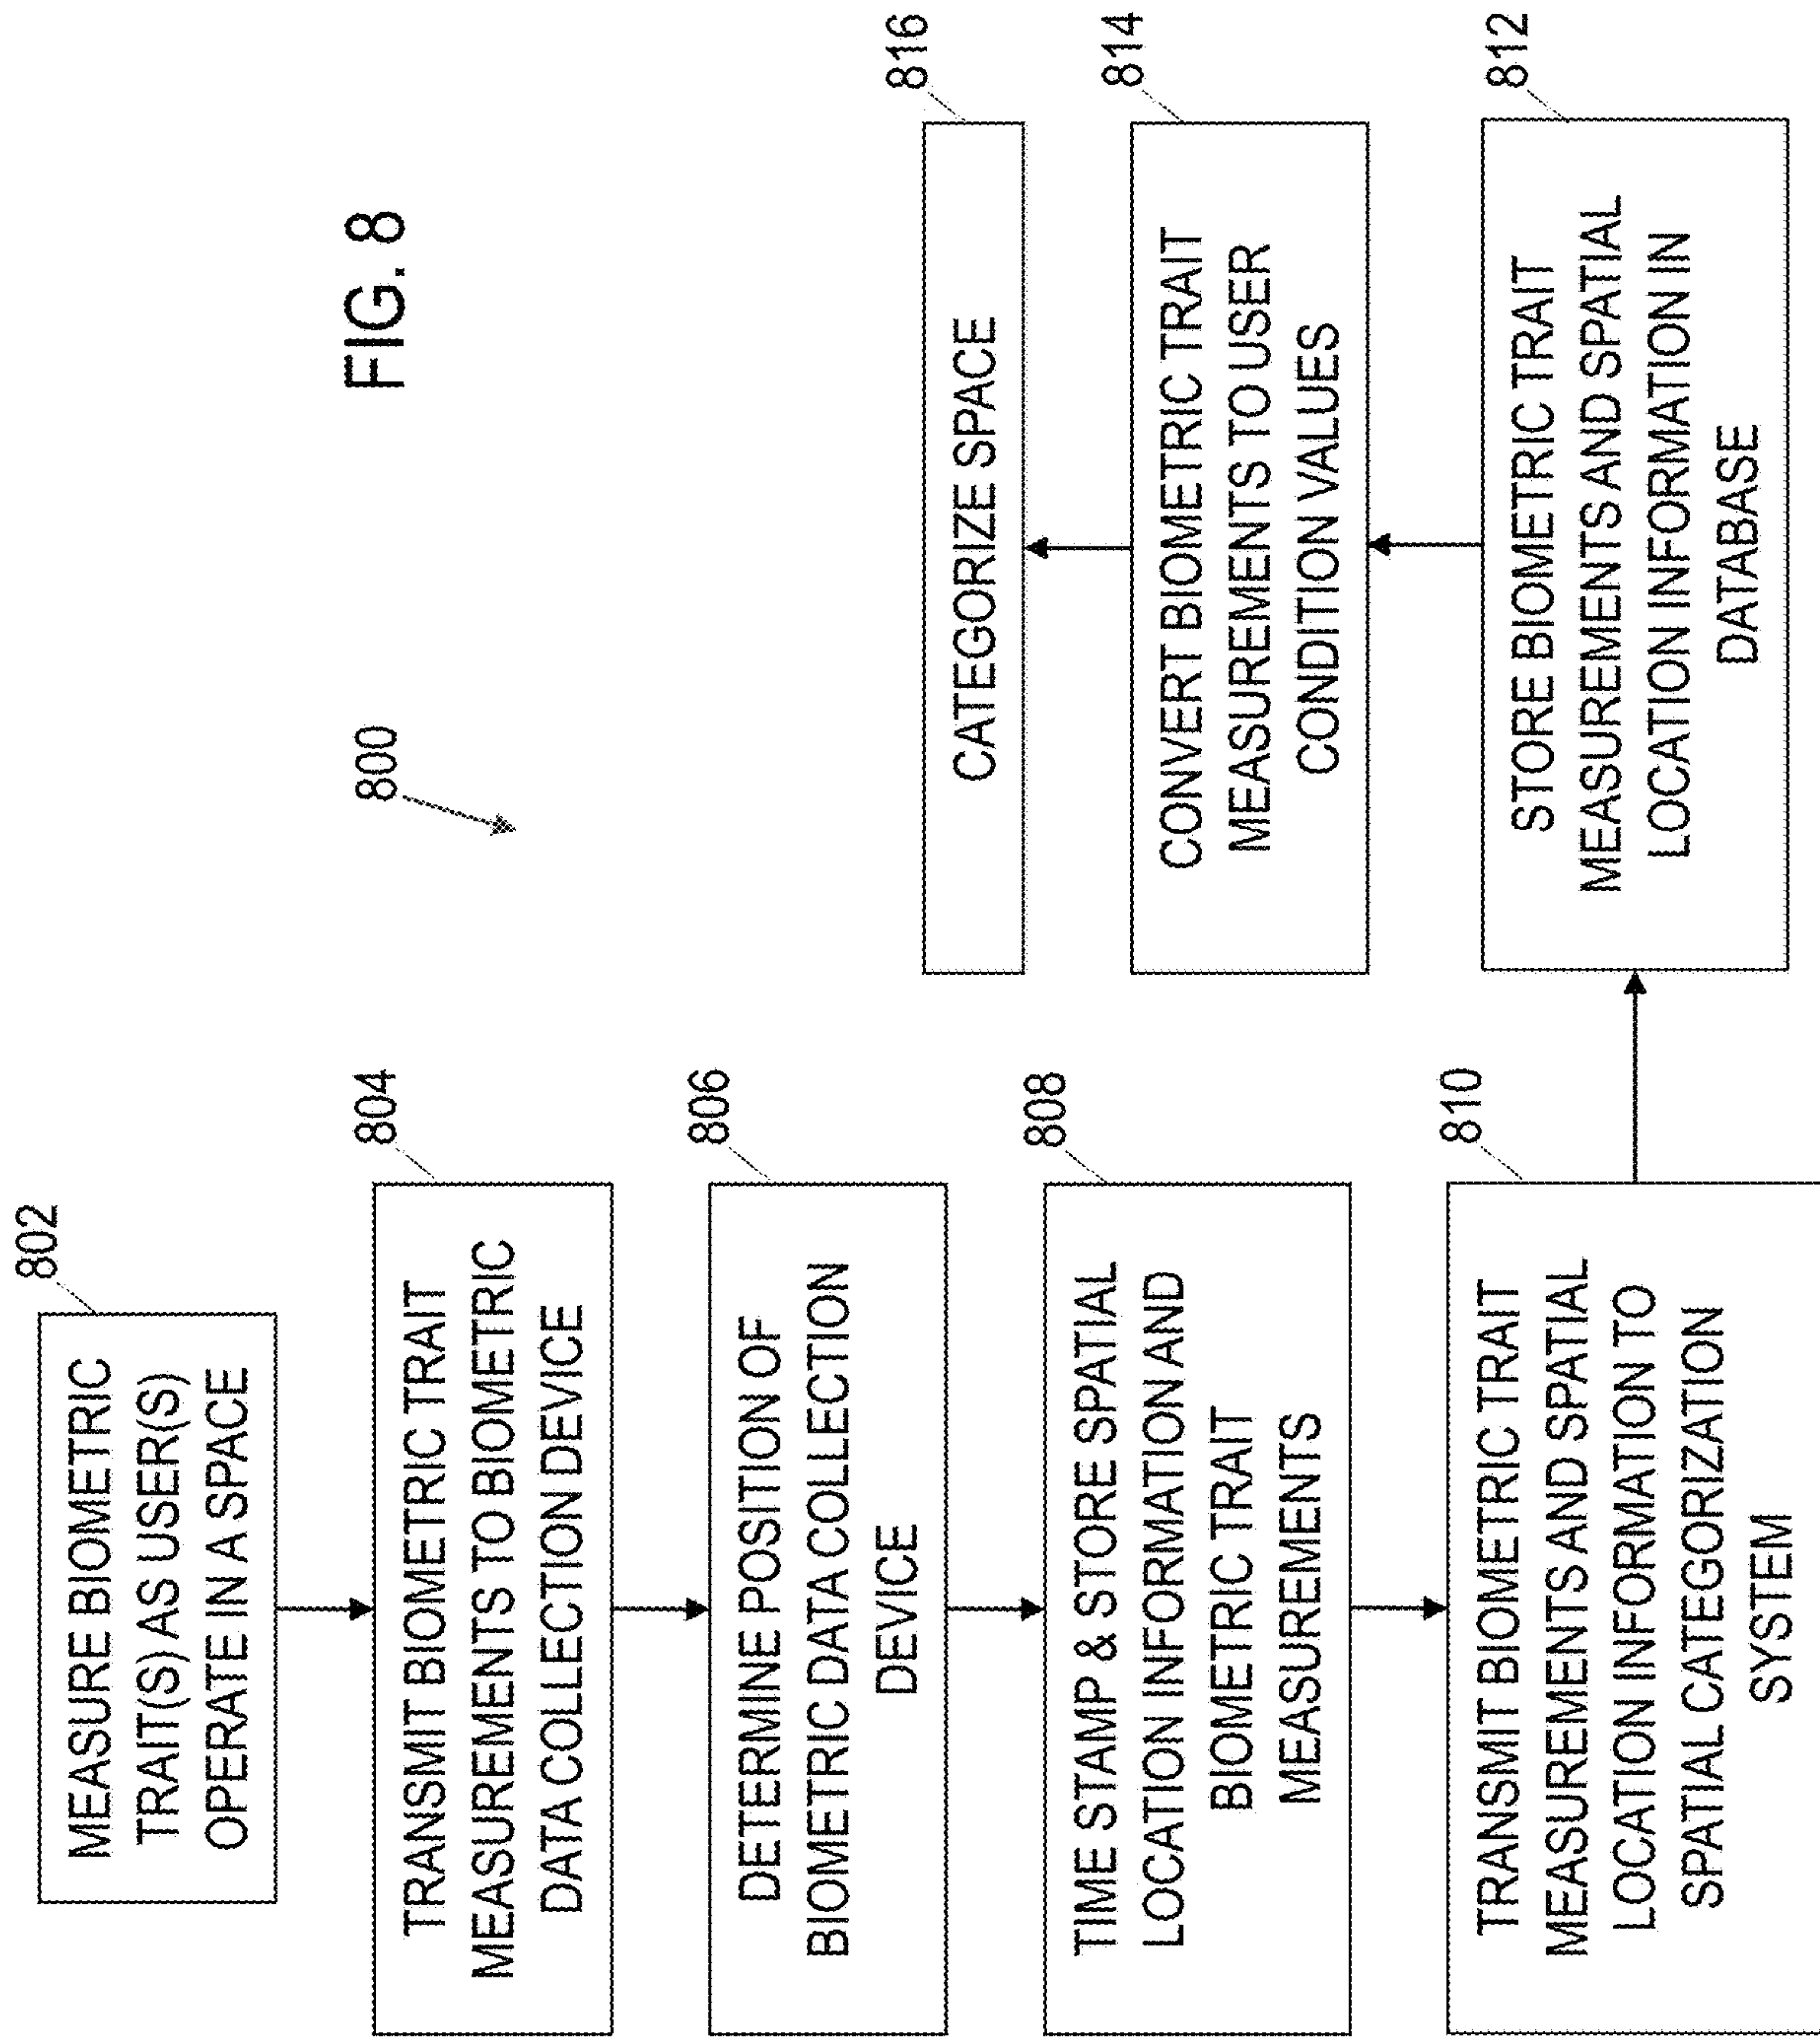 FIG. 8
800
802
MEASURE BIOMETRIC
TRAIT(S) AS USER(S)
OPERATE IN A SPACE
804
TRANSMIT BIOMETRIC TRAIT
MEASUREMENTS TO BIOMETRIC
DATA COLLECTION DEVICE
806
DETERMINE POSITION OF
BIOMETRIC DATA COLLECTION
DEVICE
808
TIME STAMP & STORE SPATIAL
LOCATION INFORMATION AND
BIOMETRIC TRAIT
MEASUREMENTS
810
TRANSMIT BIOMETRIC TRAIT
MEASUREMENTS AND SPATIAL
LOCATION INFORMATION TO
SPATIAL CATEGORIZATION
SYSTEM
812
STORE BIOMETRIC TRAIT
MEASUREMENTS AND SPATIAL
LOCATION INFORMATION IN
DATABASE
814
CONVERT BIOMETRIC TRAIT
MEASUREMENTS TO USER
CONDITION VALUES
816
CATEGORIZE SPACE